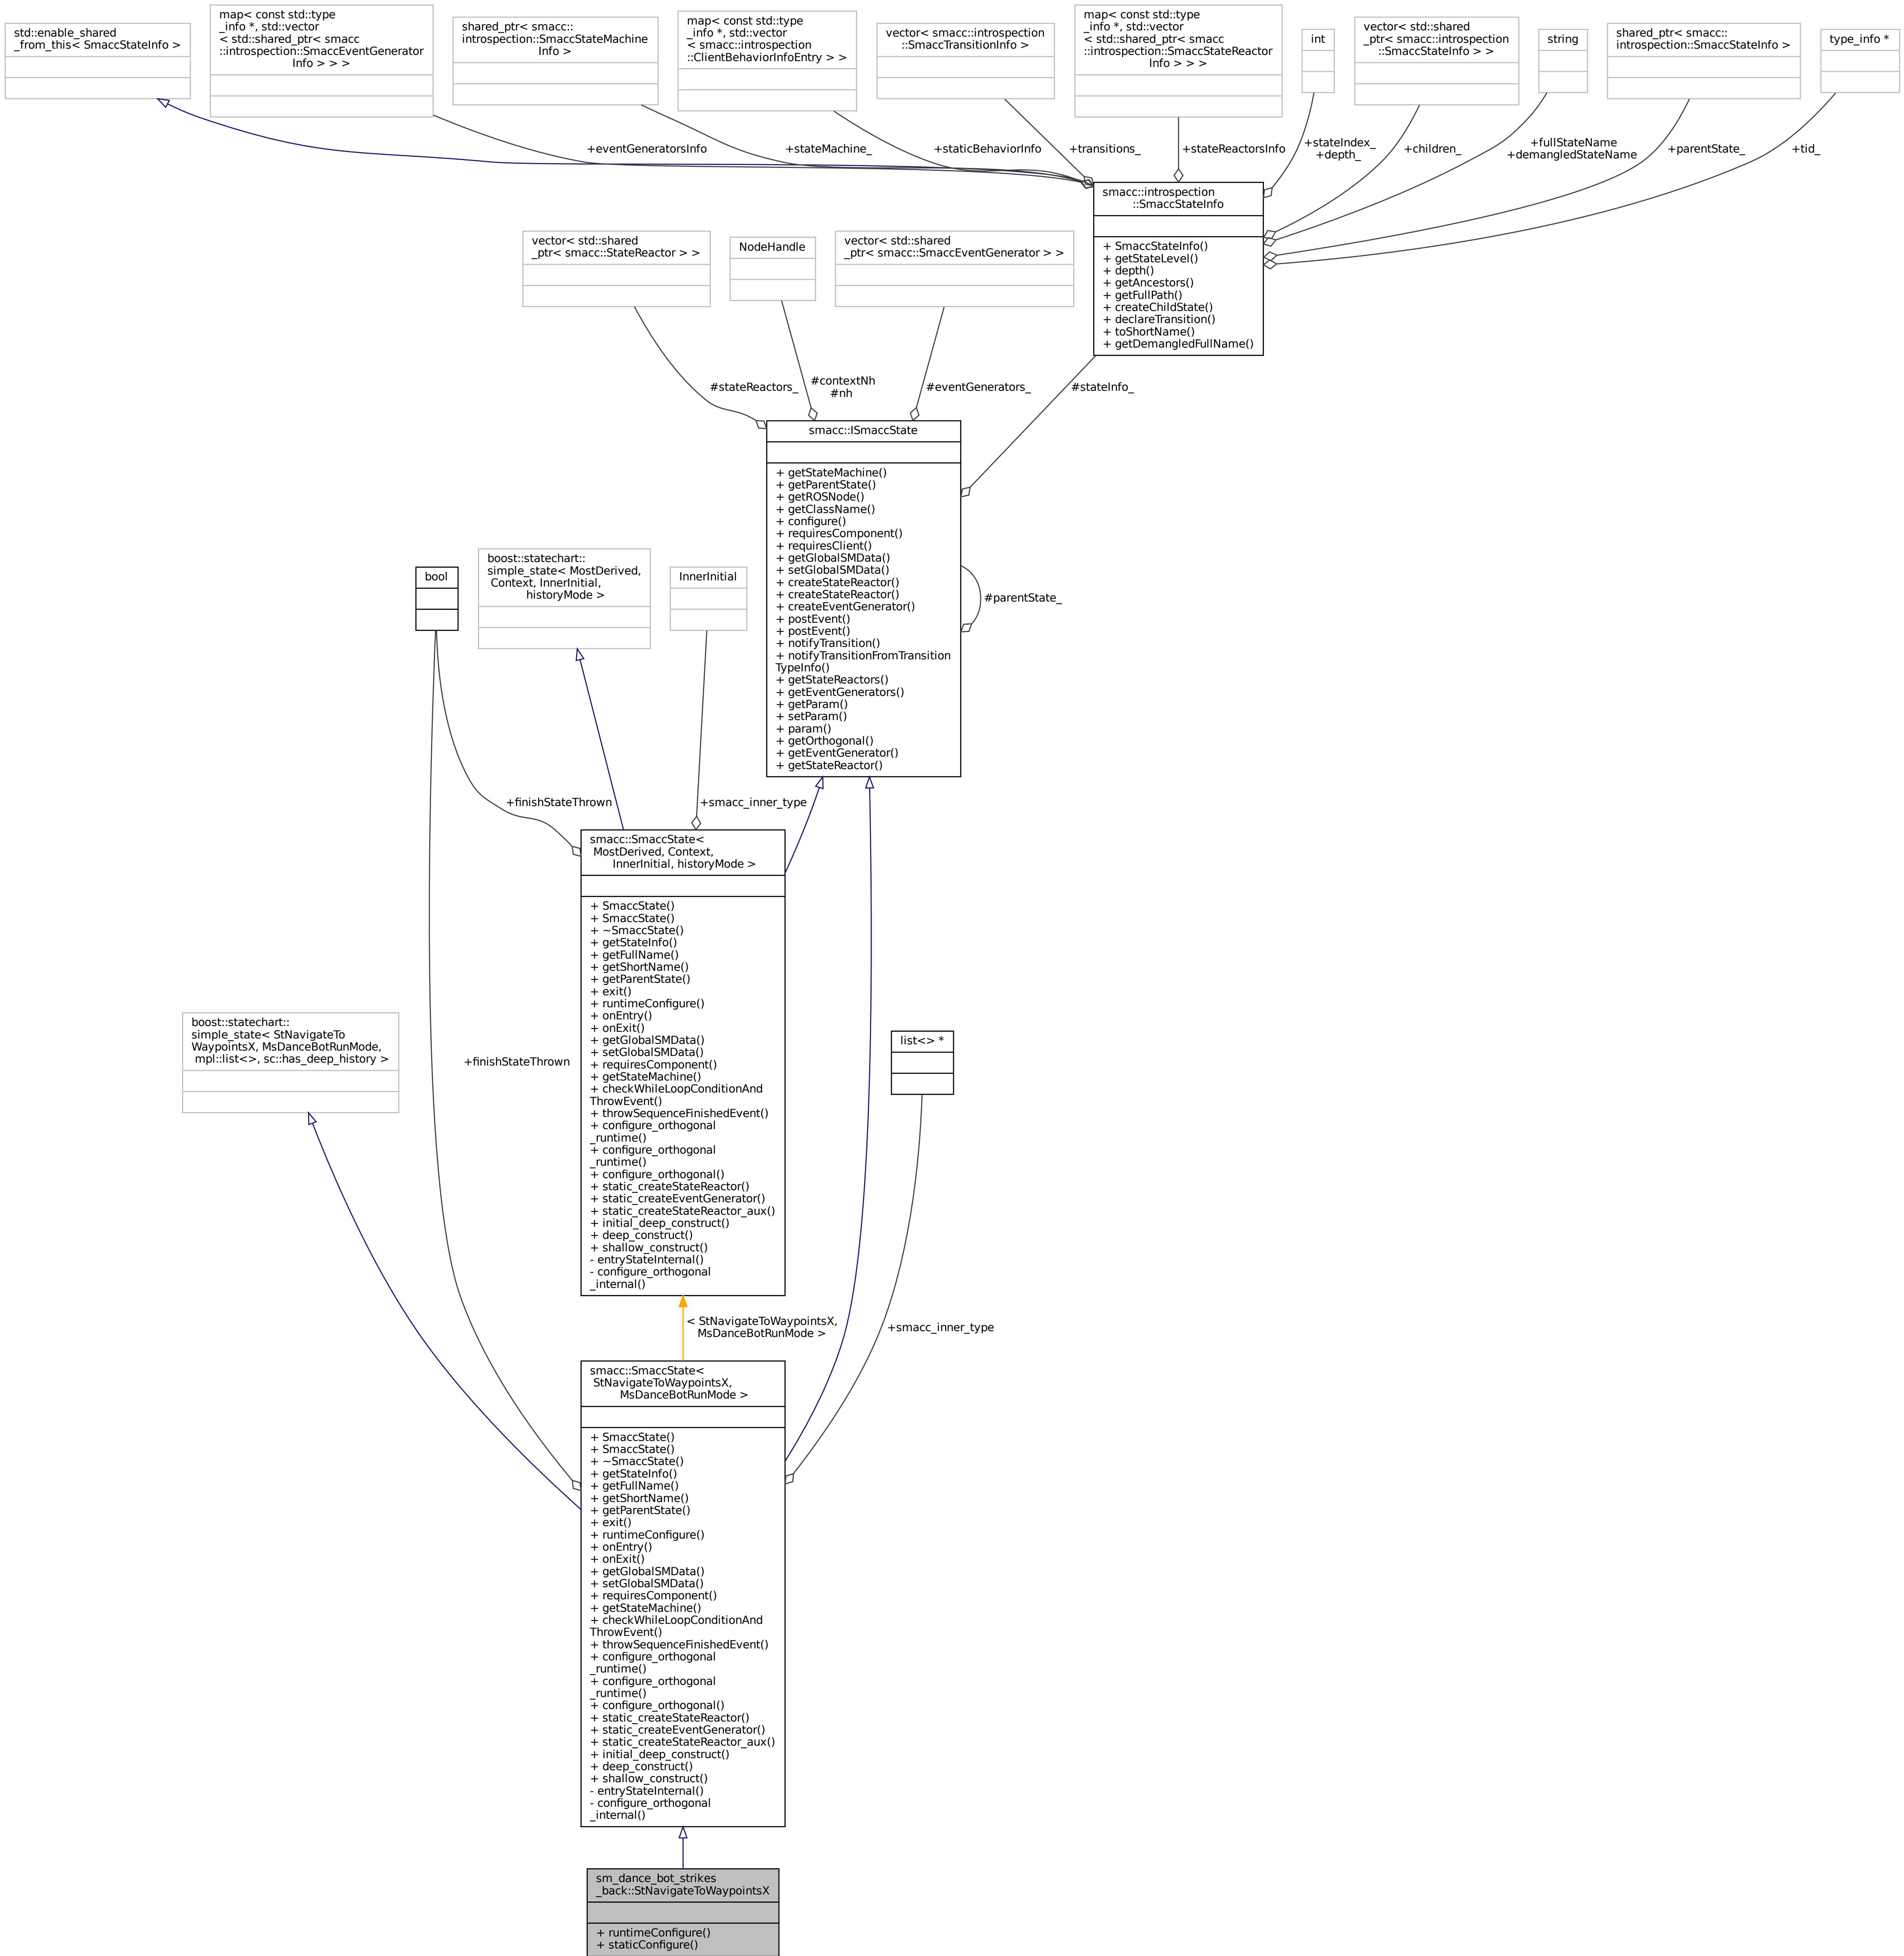 std::enable_shared
_from_this< SmaccStateInfo >
map< const std::type
_info *, std::vector
< std::shared_ptr< smacc
::introspection::SmaccEventGenerator
Info > > >
shared_ptr< smacc::
introspection::SmaccStateMachine
Info >
map< const std::type
_info *, std::vector
< smacc::introspection
::ClientBehaviorInfoEntry > >
vector< smacc::introspection
::SmaccTransitionInfo >
map< const std::type
_info *, std::vector
< std::shared_ptr< smacc
::introspection::SmaccStateReactor
Info > > >
int
vector< std::shared
_ptr< smacc::introspection
::SmaccStateInfo > >
string
shared_ptr< smacc::
introspection::SmaccStateInfo >
type_info *
+eventGeneratorsInfo
+stateMachine_
+staticBehaviorInfo
+transitions_
+stateReactorsInfo
+stateIndex_
+depth_
+children_
+fullStateName
+demangledStateName
+parentState_
+tid_
smacc::introspection
::SmaccStateInfo
+ SmaccStateInfo()
+ getStateLevel()
+ depth()
+ getAncestors()
+ getFullPath()
+ createChildState()
+ declareTransition()
+ toShortName()
+ getDemangledFullName()
vector< std::shared
_ptr< smacc::StateReactor > >
NodeHandle
vector< std::shared
_ptr< smacc::SmaccEventGenerator > >
#stateReactors_
#contextNh
#nh
#eventGenerators_
#stateInfo_
smacc::ISmaccState
+ getStateMachine()
+ getParentState()
+ getROSNode()
+ getClassName()
+ configure()
+ requiresComponent()
+ requiresClient()
+ getGlobalSMData()
+ setGlobalSMData()
+ createStateReactor()
+ createStateReactor()
+ createEventGenerator()
+ postEvent()
+ postEvent()
+ notifyTransition()
+ notifyTransitionFromTransition
TypeInfo()
+ getStateReactors()
+ getEventGenerators()
+ getParam()
+ setParam()
+ param()
+ getOrthogonal()
+ getEventGenerator()
+ getStateReactor()
#parentState_
bool
boost::statechart::
simple_state< MostDerived,
Context, InnerInitial,
historyMode >
InnerInitial
+finishStateThrown
+smacc_inner_type
smacc::SmaccState<
MostDerived, Context,
InnerInitial, historyMode >
+ SmaccState()
+ SmaccState()
+ ~SmaccState()
+ getStateInfo()
+ getFullName()
+ getShortName()
+ getParentState()
+ exit()
+ runtimeConfigure()
+ onEntry()
+ onExit()
+ getGlobalSMData()
+ setGlobalSMData()
+ requiresComponent()
+ getStateMachine()
+ checkWhileLoopConditionAnd
ThrowEvent()
+ throwSequenceFinishedEvent()
+ configure_orthogonal
_runtime()
+ configure_orthogonal
_runtime()
+ configure_orthogonal()
+ static_createStateReactor()
+ static_createEventGenerator()
+ static_createStateReactor_aux()
+ initial_deep_construct()
+ deep_construct()
+ shallow_construct()
- entryStateInternal()
- configure_orthogonal
_internal()
boost::statechart::
simple_state< StNavigateTo
WaypointsX, MsDanceBotRunMode,
mpl::list<>, sc::has_deep_history >
+finishStateThrown
list<> *
< StNavigateToWaypointsX,
MsDanceBotRunMode >
+smacc_inner_type
smacc::SmaccState<
StNavigateToWaypointsX,
MsDanceBotRunMode >
+ SmaccState()
+ SmaccState()
+ ~SmaccState()
+ getStateInfo()
+ getFullName()
+ getShortName()
+ getParentState()
+ exit()
+ runtimeConfigure()
+ onEntry()
+ onExit()
+ getGlobalSMData()
+ setGlobalSMData()
+ requiresComponent()
+ getStateMachine()
+ checkWhileLoopConditionAnd
ThrowEvent()
+ throwSequenceFinishedEvent()
+ configure_orthogonal
_runtime()
+ configure_orthogonal
_runtime()
+ configure_orthogonal()
+ static_createStateReactor()
+ static_createEventGenerator()
+ static_createStateReactor_aux()
+ initial_deep_construct()
+ deep_construct()
+ shallow_construct()
- entryStateInternal()
- configure_orthogonal
_internal()
sm_dance_bot_strikes
_back::StNavigateToWaypointsX
+ runtimeConfigure()
+ staticConfigure()